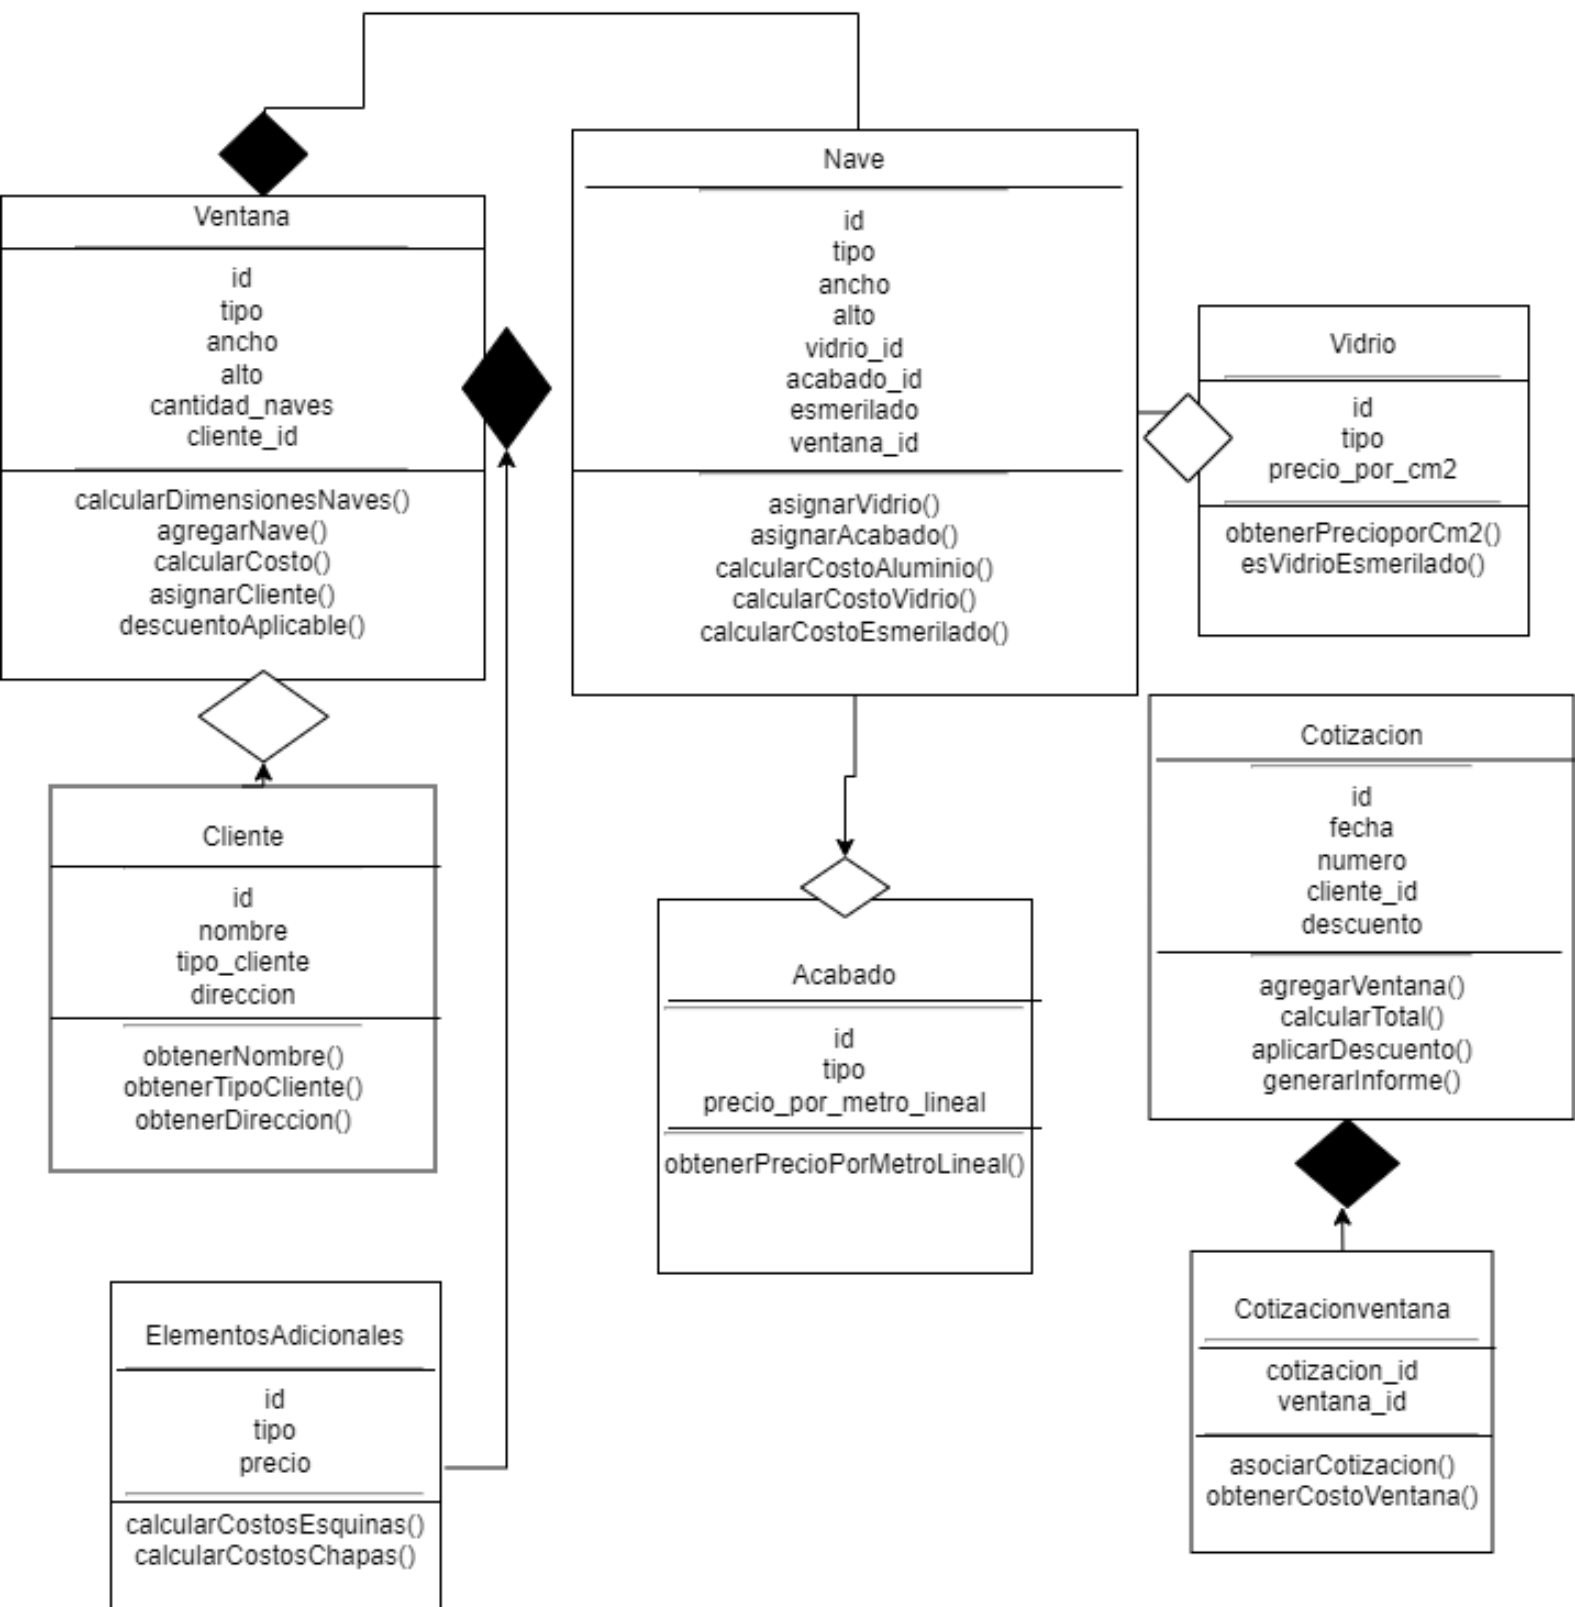 Ventana
id
tipo
ancho
alto
cantidad_naves
cliente_id
calcularDimensionesNaves()
agregarNave()
calcularCosto()
asignarCliente()
descuentoAplicable()
Nave
id
tipo
ancho
alto
vidrio_id
acabado_id
esmerilado
ventana_id
asignarVidrio()
asignarAcabado()
calcularCostoAluminio()
calcularCostoVidrio()
calcularCostoEsmerilado()
Vidrio
id
tipo
precio_por_cm2
obtenerPrecioporCm2()
esVidrioEsmerilado()
Cliente
id
nombre
tipo_cliente
direccion
obtenerNombre()
obtenerTipoCliente()
obtenerDireccion()
Acabado
id
tipo
precio_por_metro_lineal
obtenerPrecioPorMetroLineal()
Cotizacion
id
fecha
numero
cliente_id
descuento
agregarVentana()
calcularTotal()
aplicarDescuento()
generarInforme()
ElementosAdicionales
id
tipo
precio
calcularCostosEsquinas()
calcularCostosChapas()
Cotizacionventana
cotizacion_id
ventana_id
asociarCotizacion()
obtenerCostoVentana()